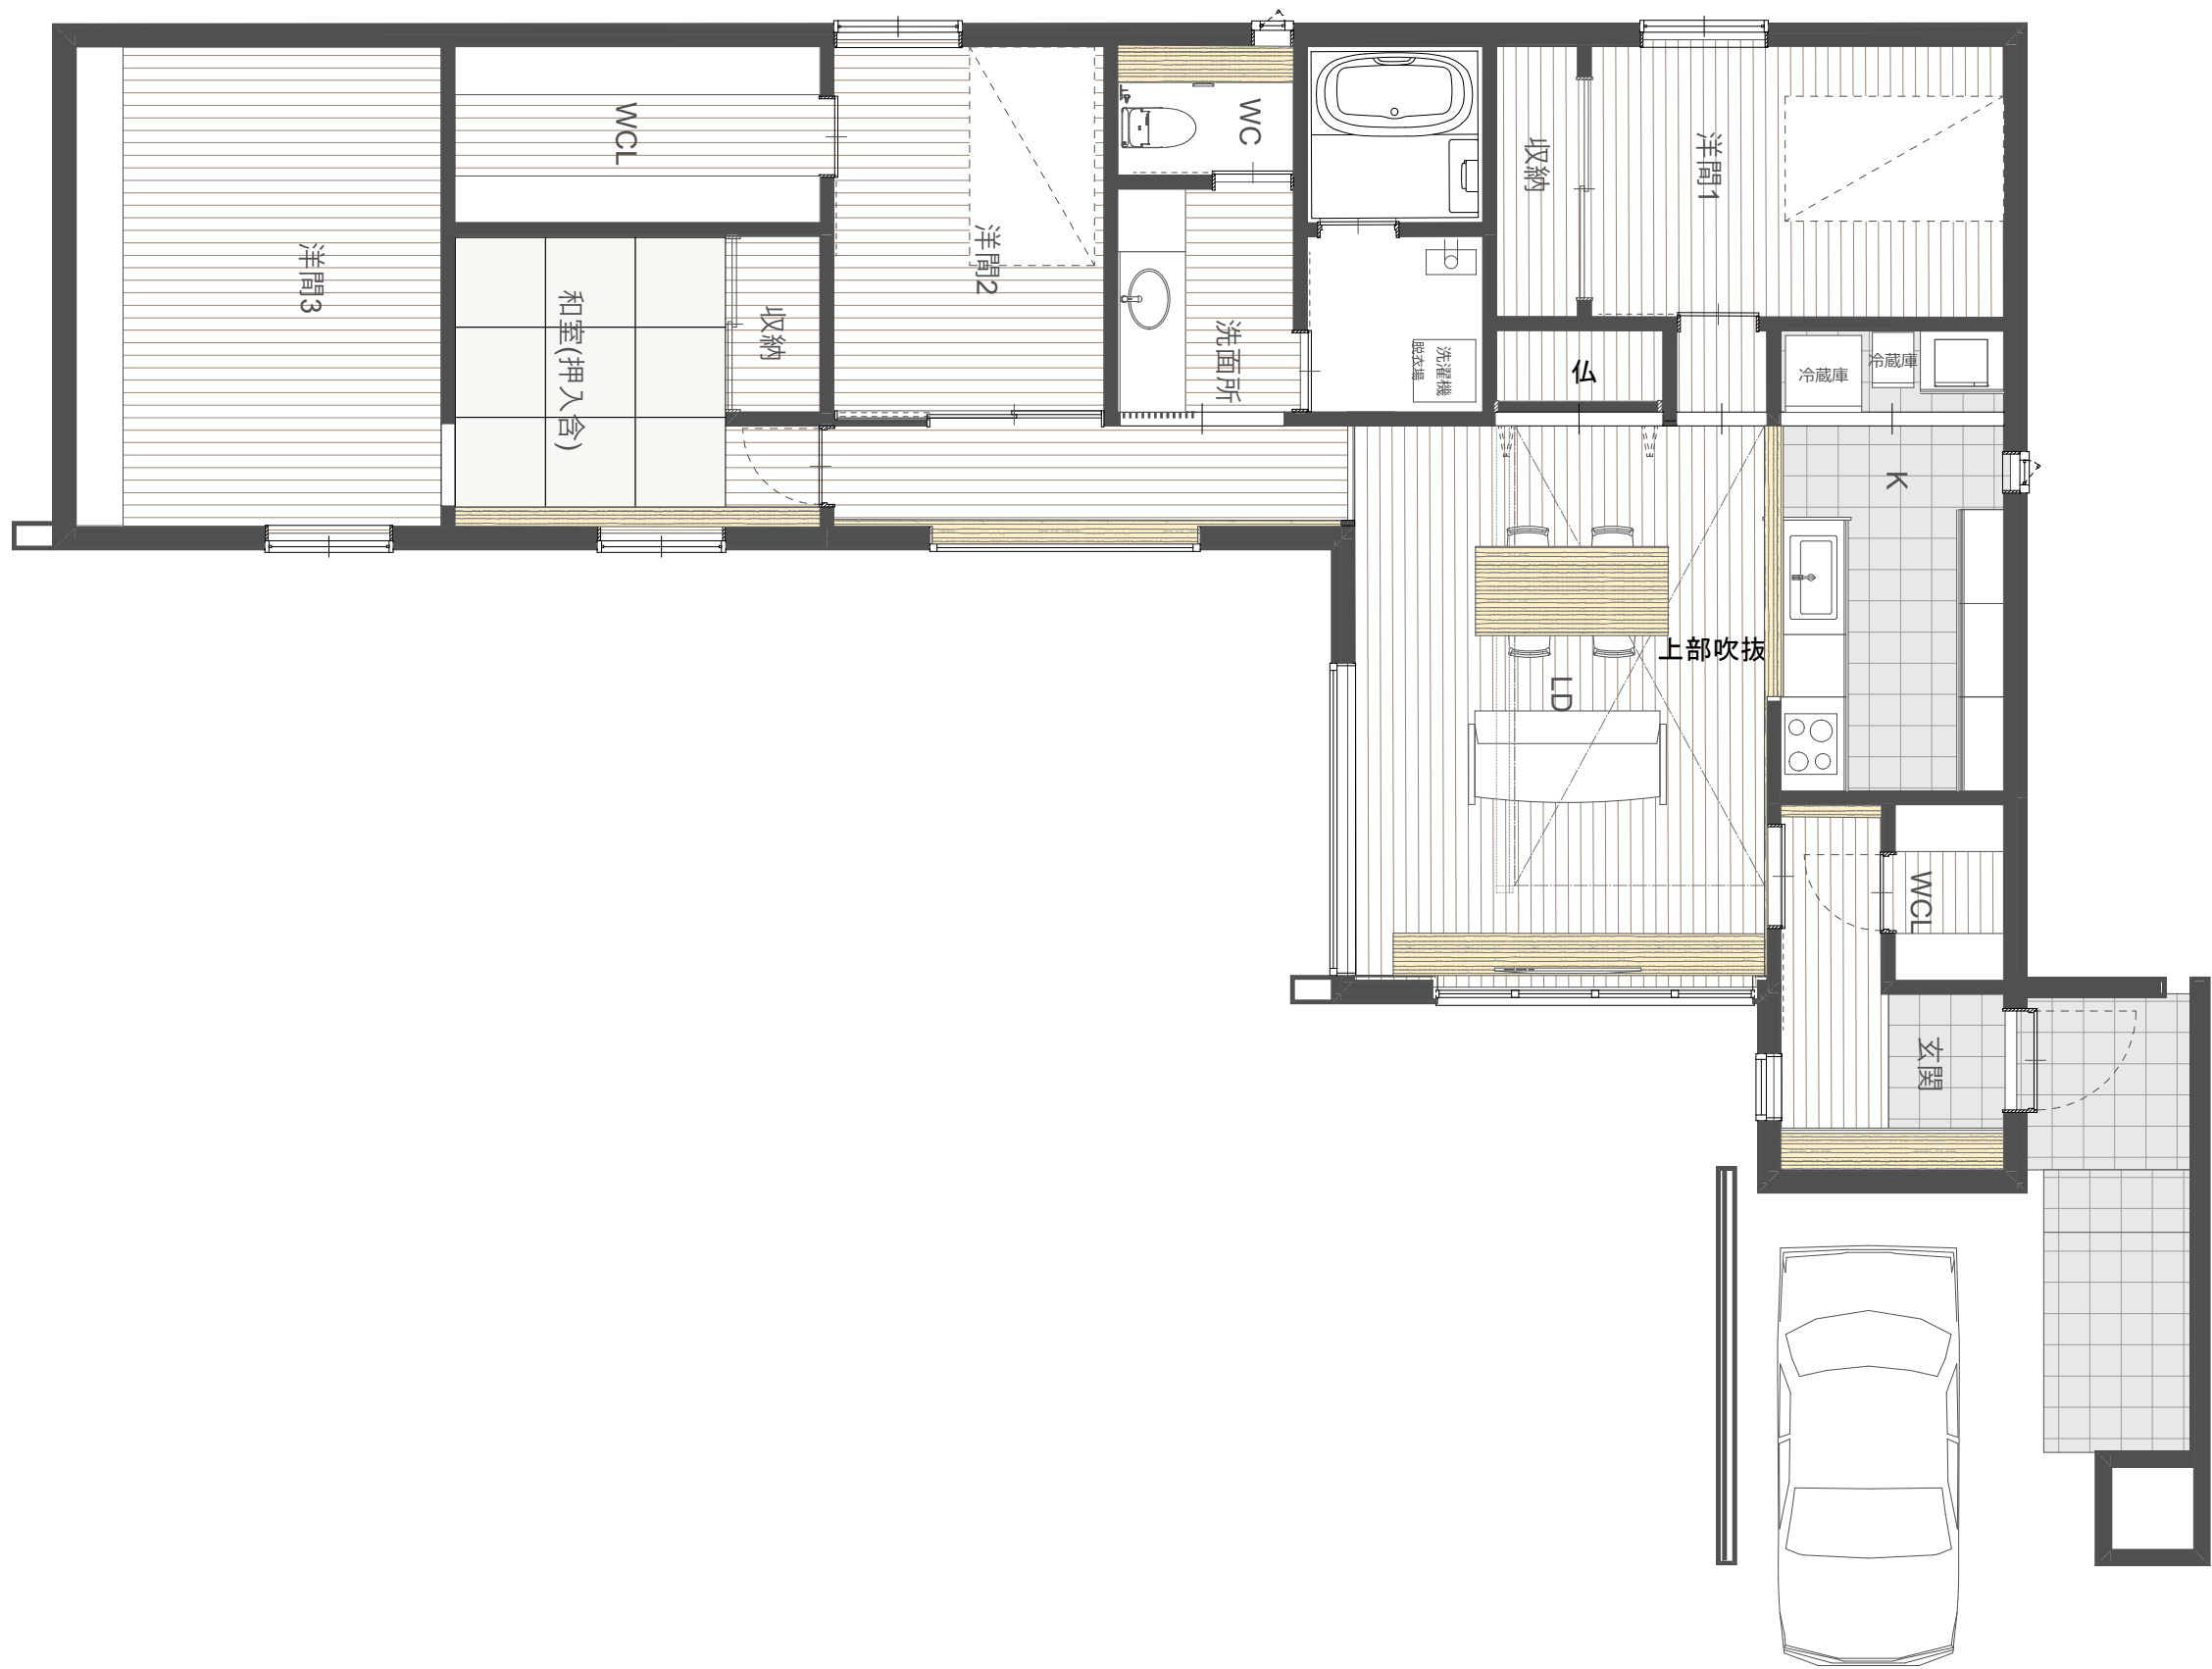 WCL
WC
収納
洋間1
洋間3
洋間2
和室(押入含)
収納
洗面所
洗濯機
脱衣場
仏
冷蔵庫
冷蔵庫
K
上部吹抜
LD
WCL
玄関